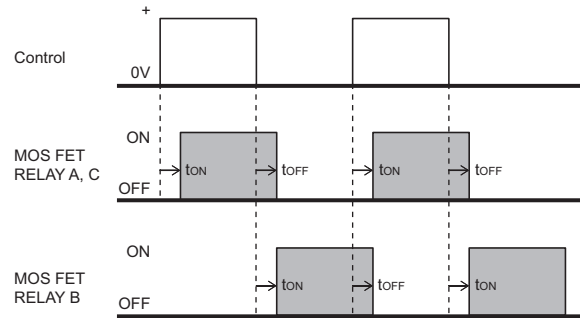 +
Control
0V
ON
MOS FET
RELAY A, C
tON
tOFF
tON
tOFF
OFF
ON
MOS FET
RELAY B
tON
tOFF
tON
OFF